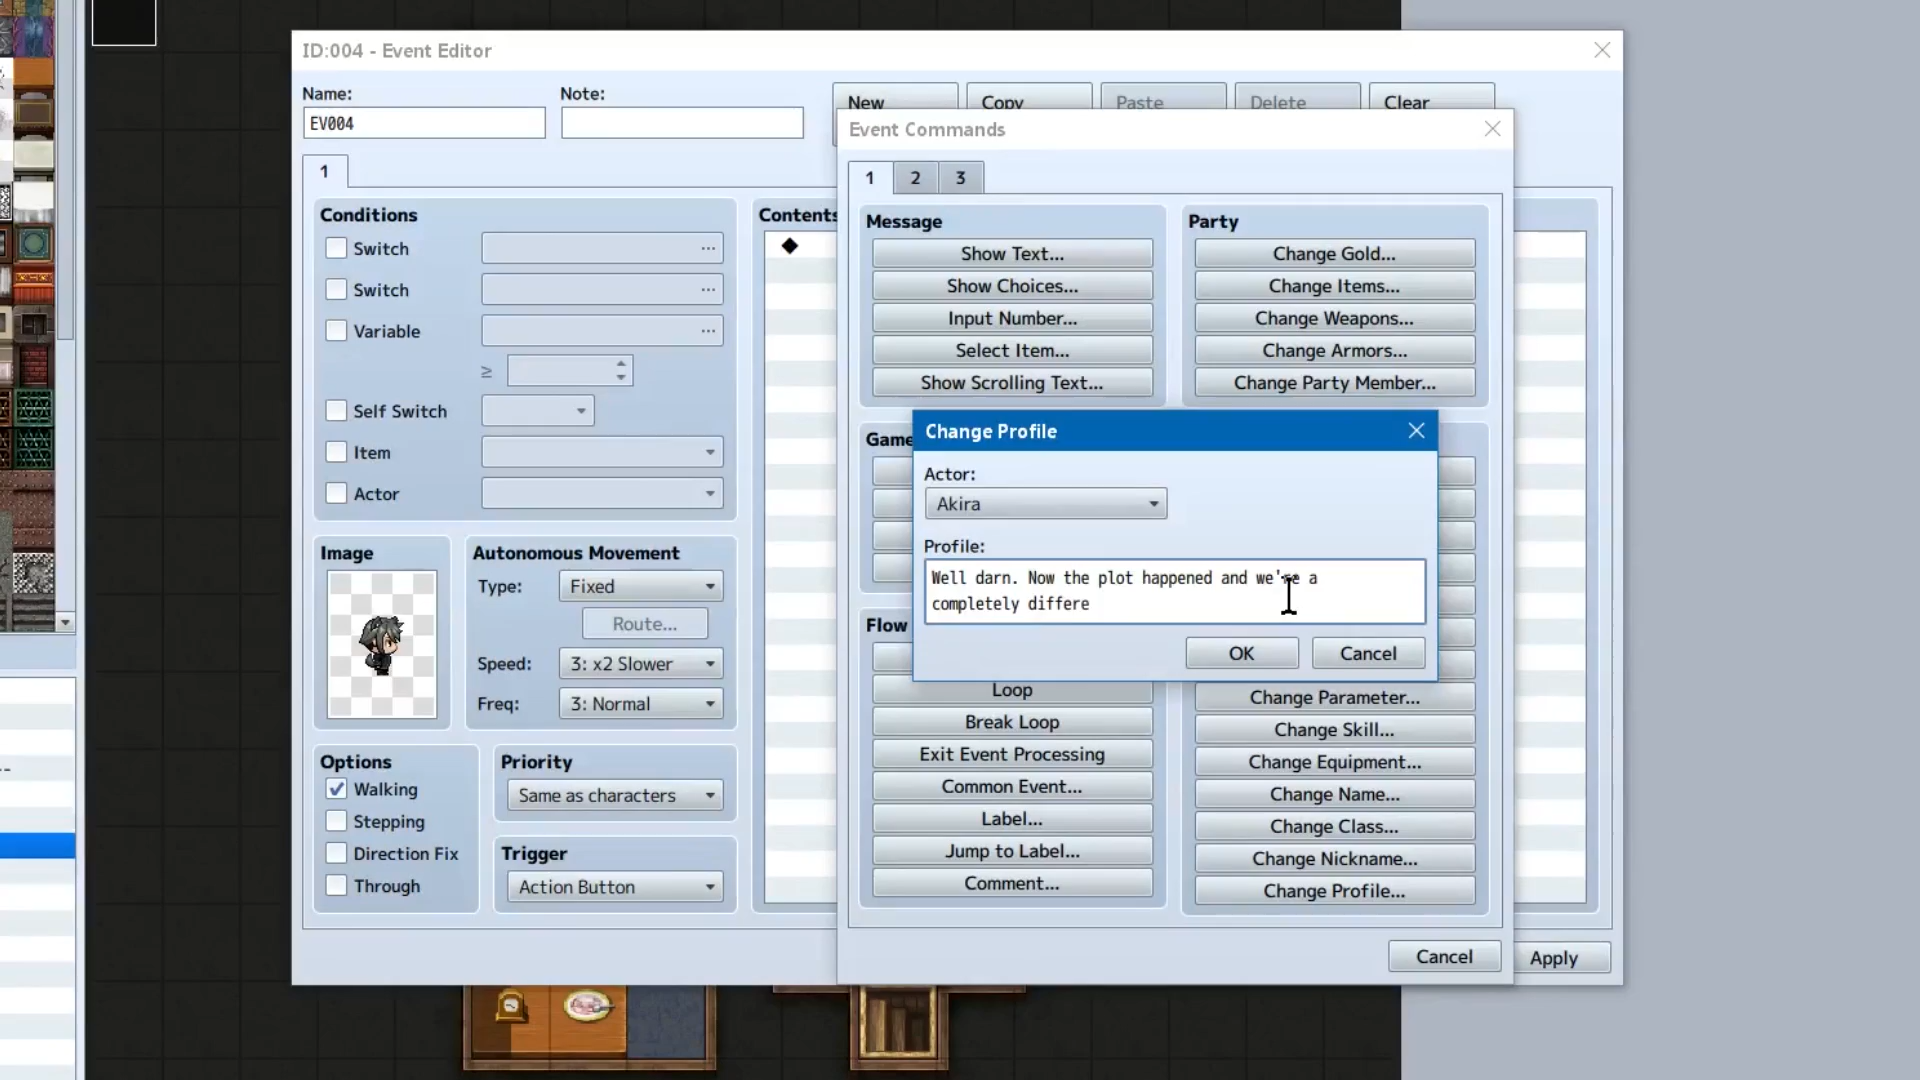 ID:004 - Event Editor
Name:
Note:
EV004
New
Copy
Paste
Delete
Clear
1
Conditions
Switch
...
Switch
...
Variable
...
≥
Self Switch
Item
Actor
Image
Autonomous Movement
Type:
Fixed
Route...
Speed:
3: x2 Slower
Freq:
3: Normal
Options
Walking
Stepping
Direction Fix
Through
Priority
Same as characters
Trigger
Action Button
Contents
Event Commands
1 2 3
Message
Show Text...
Show Choices...
Input Number...
Select Item...
Show Scrolling Text...
Game
Flow
Loop
Break Loop
Exit Event Processing
Common Event...
Label...
Jump to Label...
Comment...
Party
Change Gold...
Change Items...
Change Weapons...
Change Armors...
Change Party Member...
Change Parameter...
Change Skill...
Change Equipment...
Change Name...
Change Class...
Change Nickname...
Change Profile...
Change Profile
Actor:
Akira
Profile:
Well darn. Now the plot happened and we're a
completely differe
OK
Cancel
Cancel
Apply